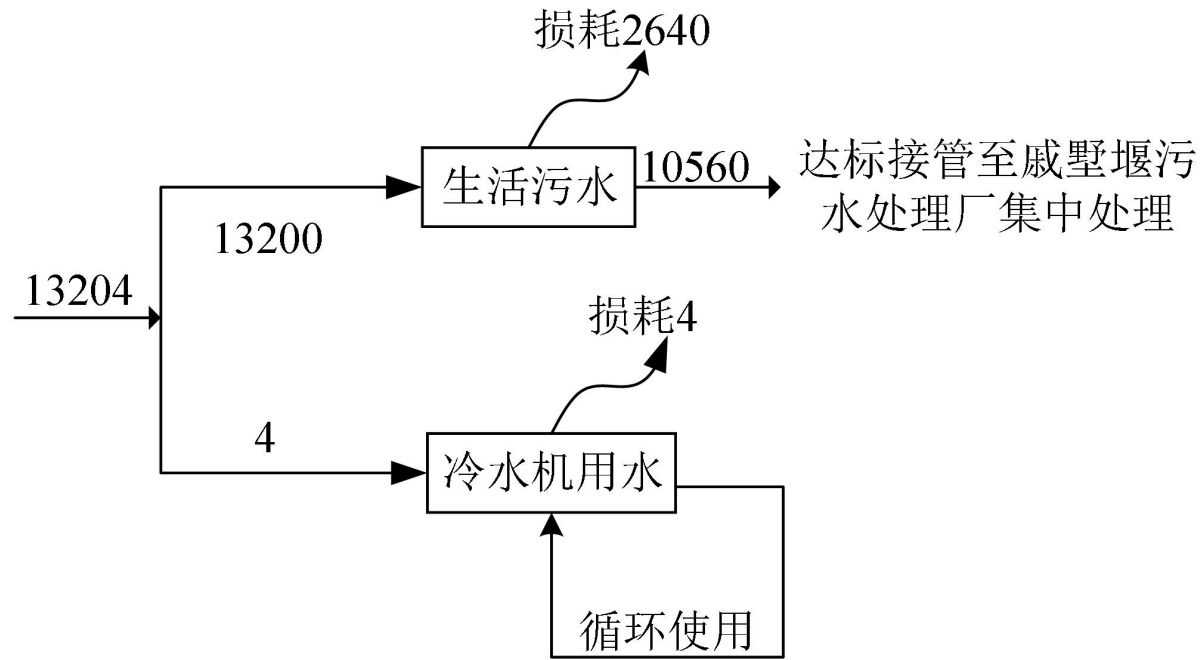 损耗2640
生活污水
10560
达标接管至戚墅堰污
水处理厂集中处理
13200
13204
损耗4
4
冷水机用水
循环使用